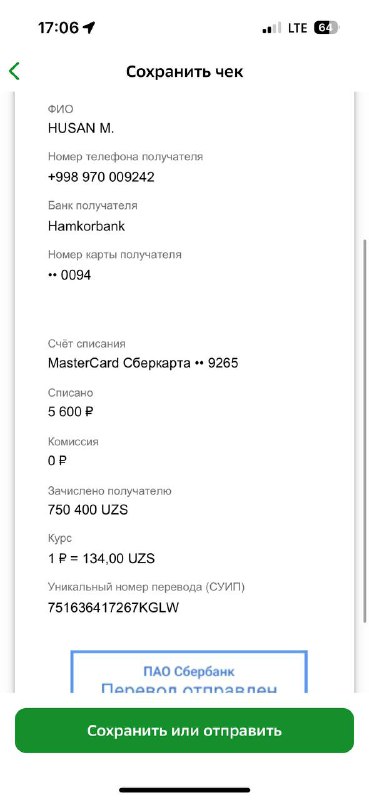 17:06
LTE
64
Сохранить чек
ФИО
HUSAN M.
Номер телефона получателя
+998 970 009242
Банк получателя
Hamkorbank
Номер карты получателя
•• 0094
Счёт списания
MasterCard Сберкарта •• 9265
Списано
5 600 ₽
Комиссия
0 ₽
Зачислено получателю
750 400 UZS
Курс
1 ₽ = 134,00 UZS
Уникальный номер перевода (СУИП)
751636417267KGLW
ПАО Сбербанк
Перевод отправлен
Сохранить или отправить